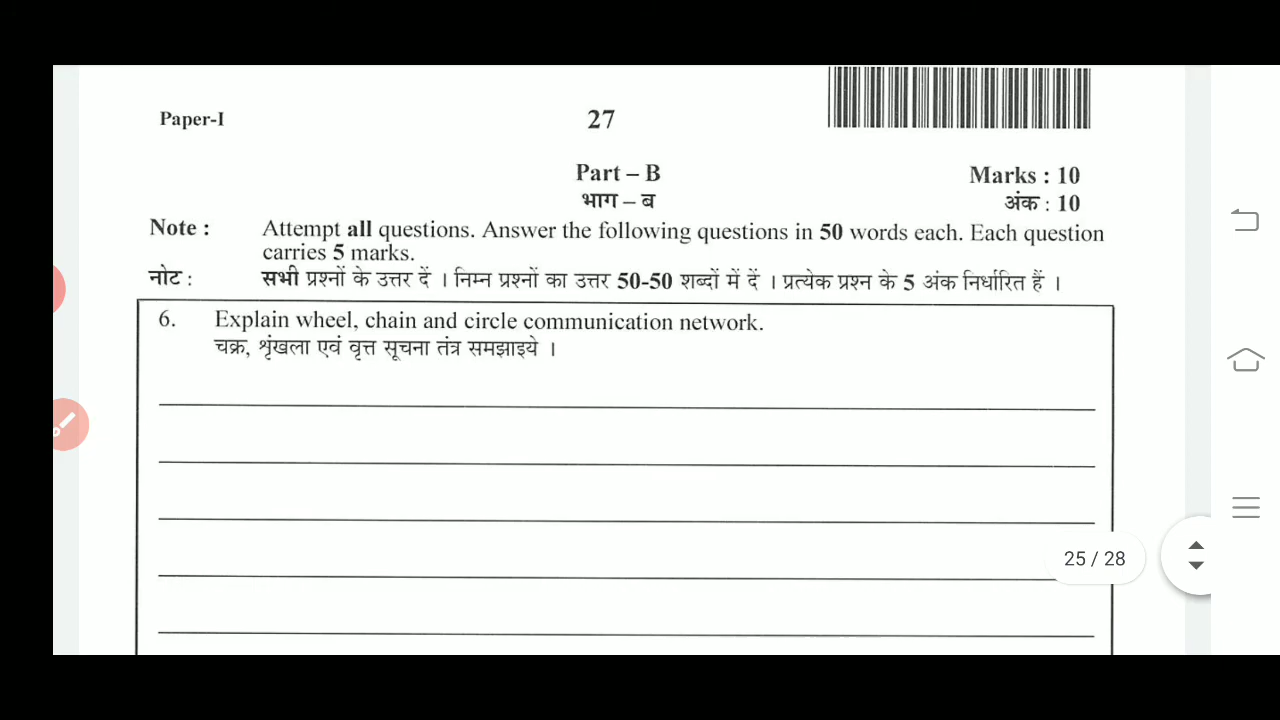 Paper-I
27
Part – B
Marks : 10
भाग – ब
अंक : 10
Note : Attempt all questions. Answer the following questions in 50 words each. Each question
carries 5 marks.
नोट : सभी प्रश्नों के उत्तर दें । निम्न प्रश्नों का उत्तर 50-50 शब्दों में दें । प्रत्येक प्रश्न के 5 अंक निर्धारित हैं ।
6. Explain wheel, chain and circle communication network.
चक्र, शृंखला एवं वृत्त सूचना तंत्र समझाइये ।
25 / 28